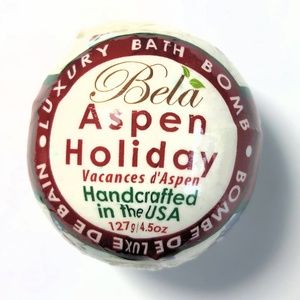 • LUXURY BATH BOMB •
Belà
Aspen
Holiday
Vacances d'Aspen
Handcrafted
in the USA
127g/4.5oz
BOMBE DE LUXE DE BAIN